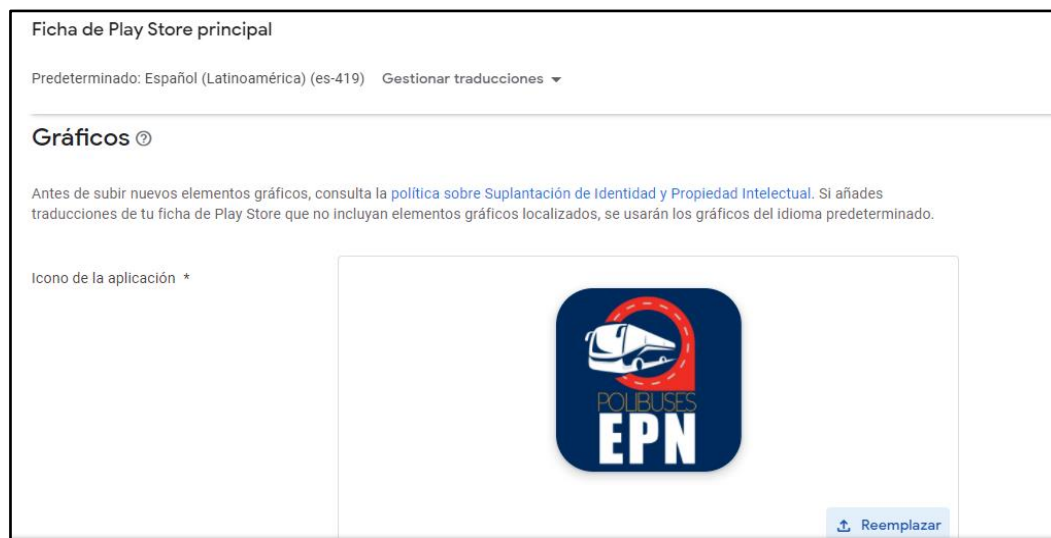 Ficha de Play Store principal
Predeterminado: Español (Latinoamérica) (es-419) Gestionar traducciones
Gráficos
Antes de subir nuevos elementos gráficos, consulta la política sobre Suplantación de Identidad y Propiedad Intelectual. Si añades
traducciones de tu ficha de Play Store que no incluyan elementos gráficos localizados, se usarán los gráficos del idioma predeterminado.
Icono de la aplicación *
POLIBUSES
EPN
Reemplazar